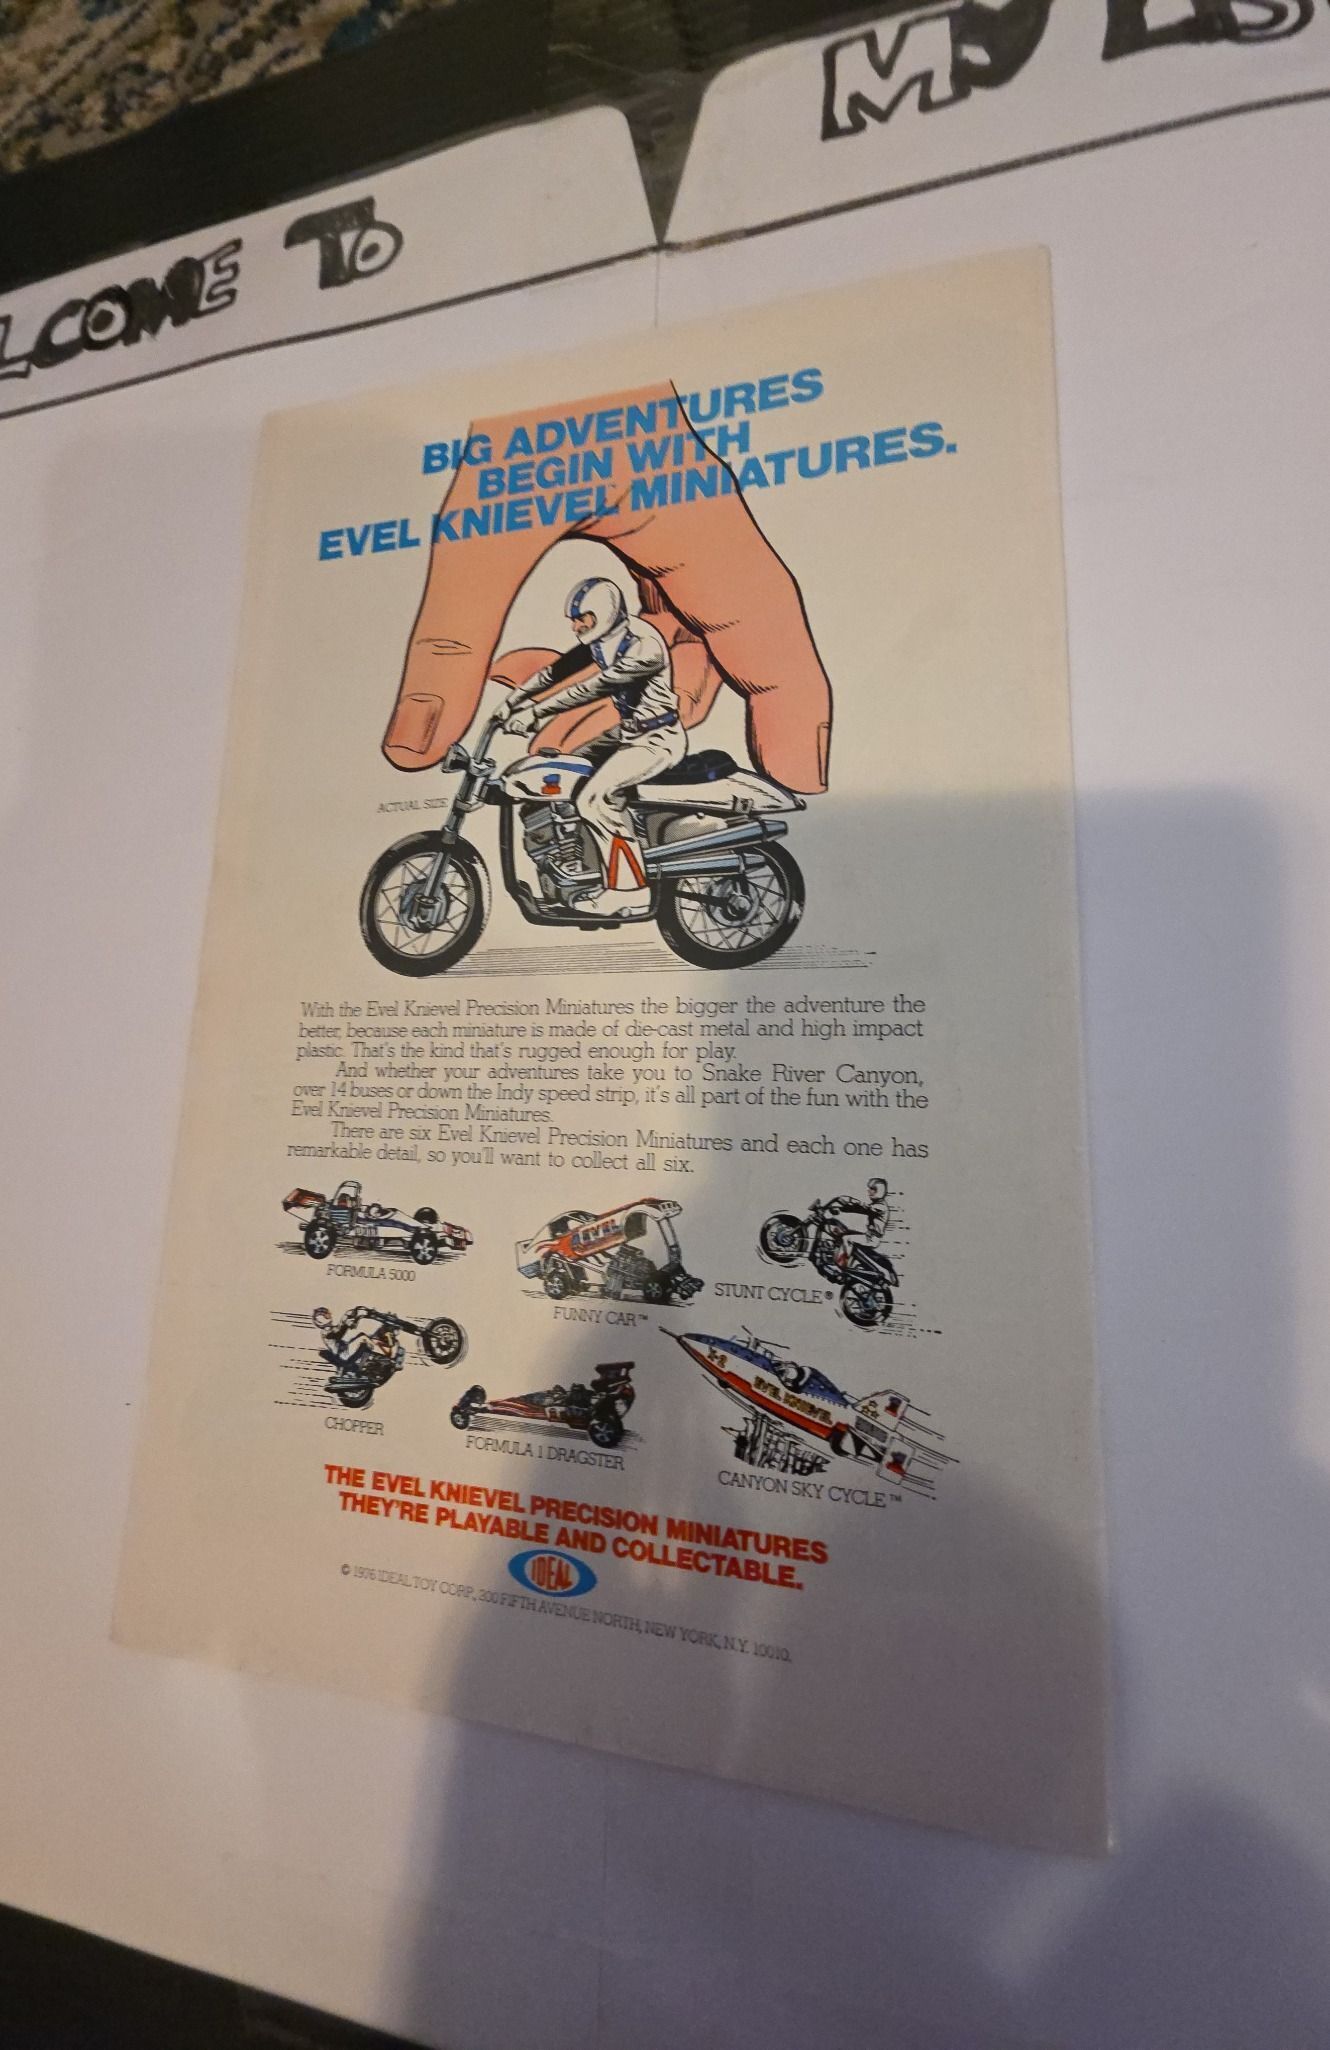 LCOME TO
MY
BIG ADVENTURES
BEGIN WITH
EVEL KNIEVEL MINIATURES.
ACTUAL SIZE
With the Evel Knievel Precision Miniatures the bigger the adventure the
better, because each miniature is made of die-cast metal and high impact
plastic. That's the kind that's rugged enough for play.
And whether your adventures take you to Snake River Canyon,
over 14 buses or down the Indy speed strip, it's all part of the fun with the
Evel Knievel Precision Miniatures.
There are six Evel Knievel Precision Miniatures and each one has
remarkable detail, so you'll want to collect all six.
FORMULA 5000
EVEL
FUNNY CAR™
STUNT CYCLE®
CHOPPER
FORMULA 1 DRAGSTER
X-2
EVEL KNIEVEL
CANYON SKY CYCLE™
THE EVEL KNIEVEL PRECISION MINIATURES
THEY'RE PLAYABLE AND COLLECTABLE.
IDEAL
© 1976 IDEAL TOY CORP., 200 FIFTH AVENUE NORTH, NEW YORK, N.Y. 10010.